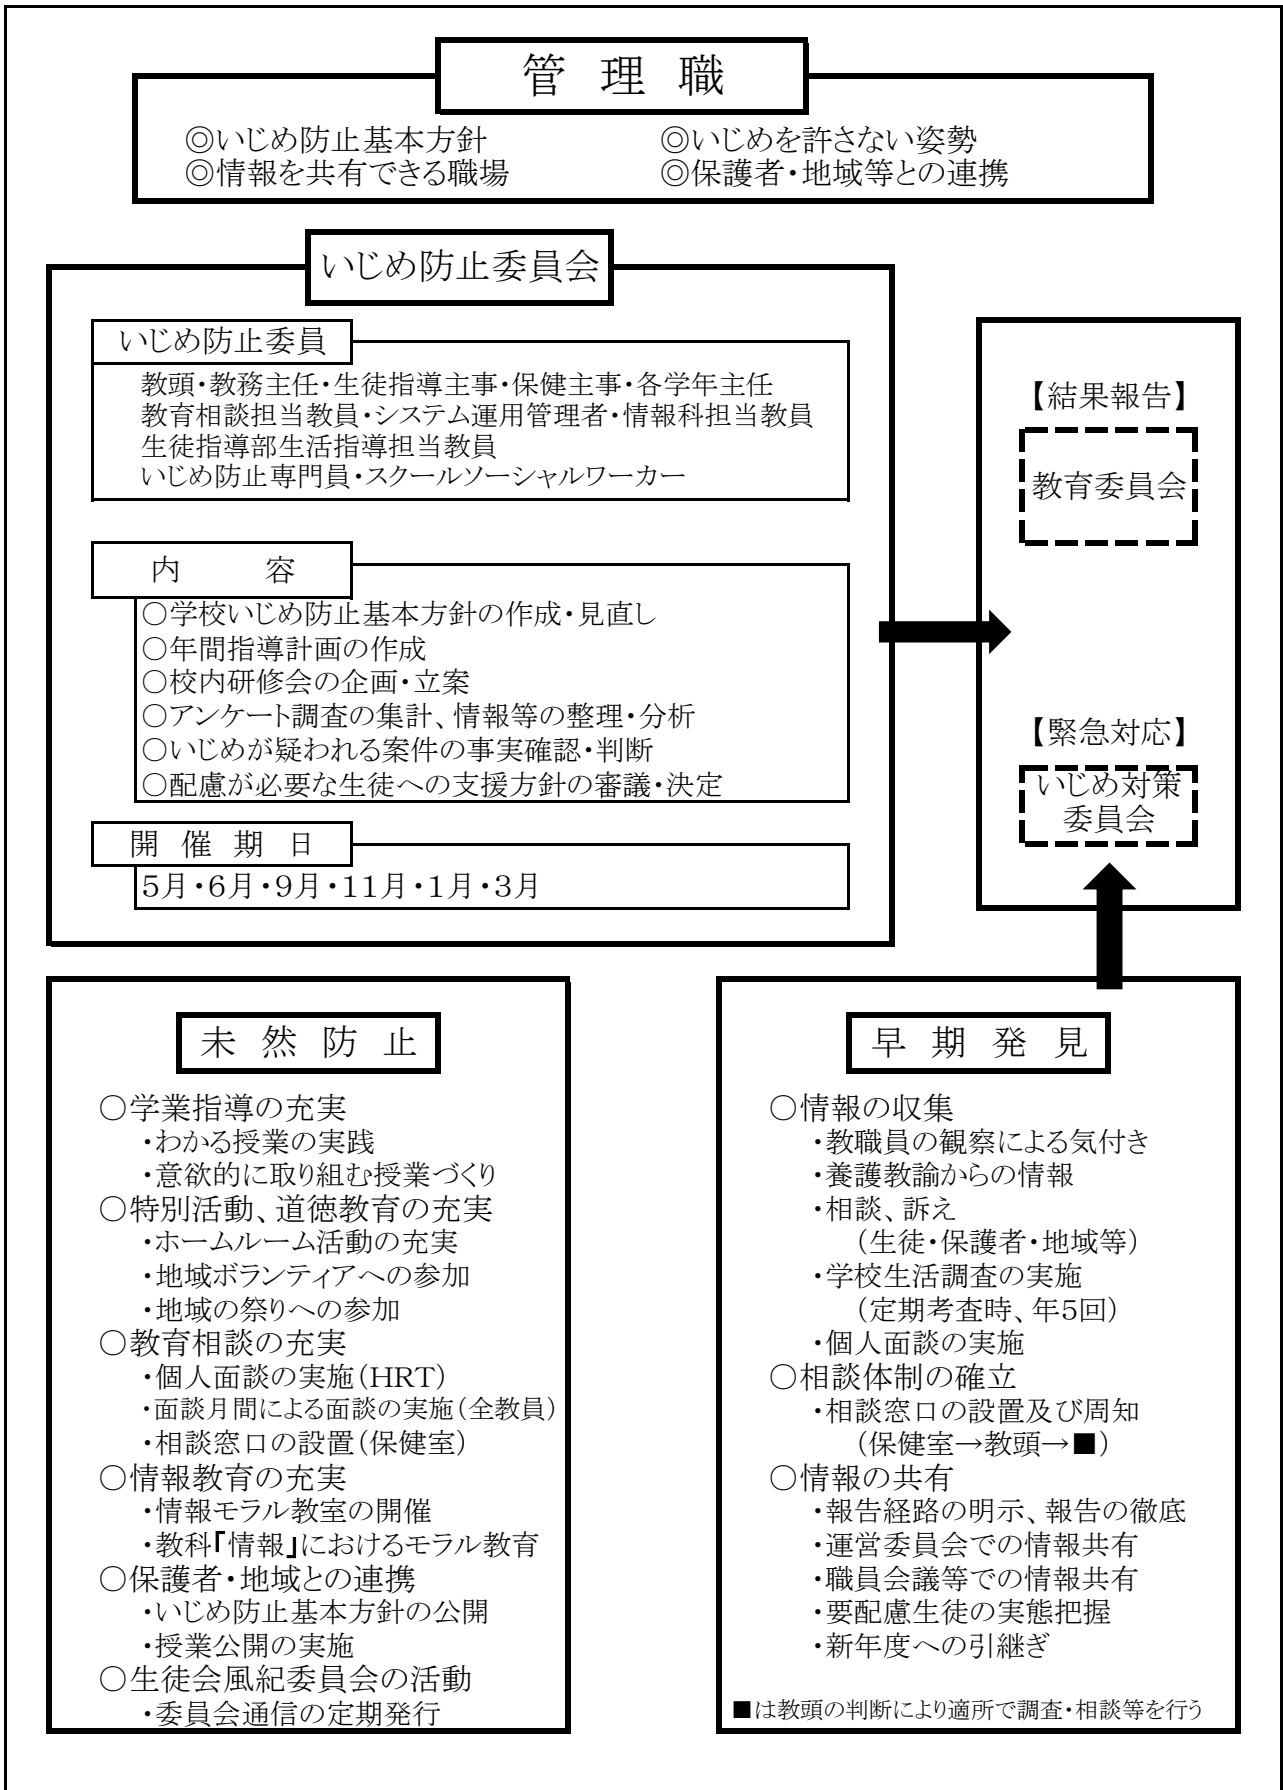 管理職
◎いじめ防止基本方針
◎いじめを許さない姿勢
◎情報を共有できる職場
◎保護者・地域等との連携
いじめ防止委員会
いじめ防止委員
教頭・教務主任・生徒指導主事・保健主事・各学年主任
教育相談担当教員・システム運用管理者・情報科担当教員
生徒指導部生活指導担当教員
いじめ防止専門員・スクールソーシャルワーカー
内容
○学校いじめ防止基本方針の作成・見直し
○年間指導計画の作成
○校内研修会の企画・立案
○アンケート調査の集計、情報等の整理・分析
○いじめが疑われる案件の事実確認・判断
○配慮が必要な生徒への支援方針の審議・決定
開催期日
5月・6月・9月・11月・1月・3月
【結果報告】
教育委員会
【緊急対応】
いじめ対策
委員会
未然防止
○学業指導の充実
・わかる授業の実践
・意欲的に取り組む授業づくり
○特別活動、道徳教育の充実
・ホームルーム活動の充実
・地域ボランティアへの参加
・地域の祭りへの参加
○教育相談の充実
・個人面談の実施(HRT)
・面談月間による面談の実施(全教員)
・相談窓口の設置(保健室)
○情報教育の充実
・情報モラル教室の開催
・教科「情報」におけるモラル教育
○保護者・地域との連携
・いじめ防止基本方針の公開
・授業公開の実施
○生徒会風紀委員会の活動
・委員会通信の定期発行
早期発見
○情報の収集
・教職員の観察による気付き
・養護教諭からの情報
・相談、訴え
(生徒・保護者・地域等)
・学校生活調査の実施
(定期考査時、年5回)
・個人面談の実施
○相談体制の確立
・相談窓口の設置及び周知
(保健室→教頭→■)
○情報の共有
・報告経路の明示、報告の徹底
・運営委員会での情報共有
・職員会議等での情報共有
・要配慮生徒の実態把握
・新年度への引継ぎ
■は教頭の判断により適所で調査・相談等を行う